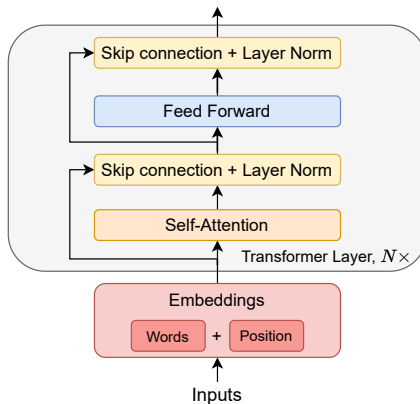 Skip connection + Layer Norm
Feed Forward
Skip connection + Layer Norm
Self-Attention
Transformer Layer, N×
Embeddings
Words + Position
Inputs